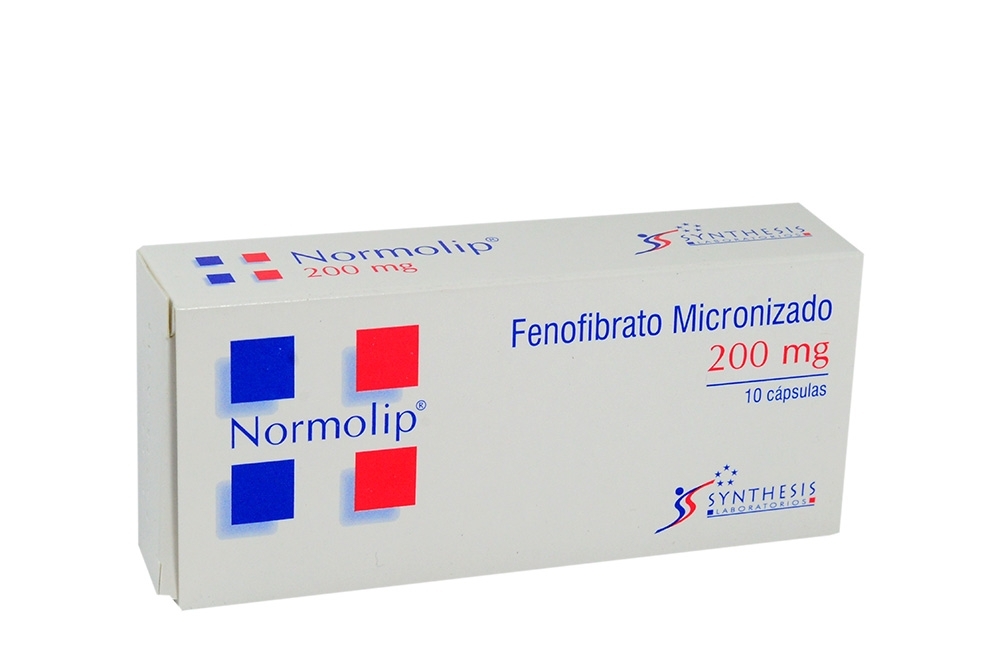 Normolip®
200 mg
SYNTHESIS
LABORATORIOS
Normolip®
Fenofibrato Micronizado
200 mg
10 cápsulas
SYNTHESIS
LABORATORIOS